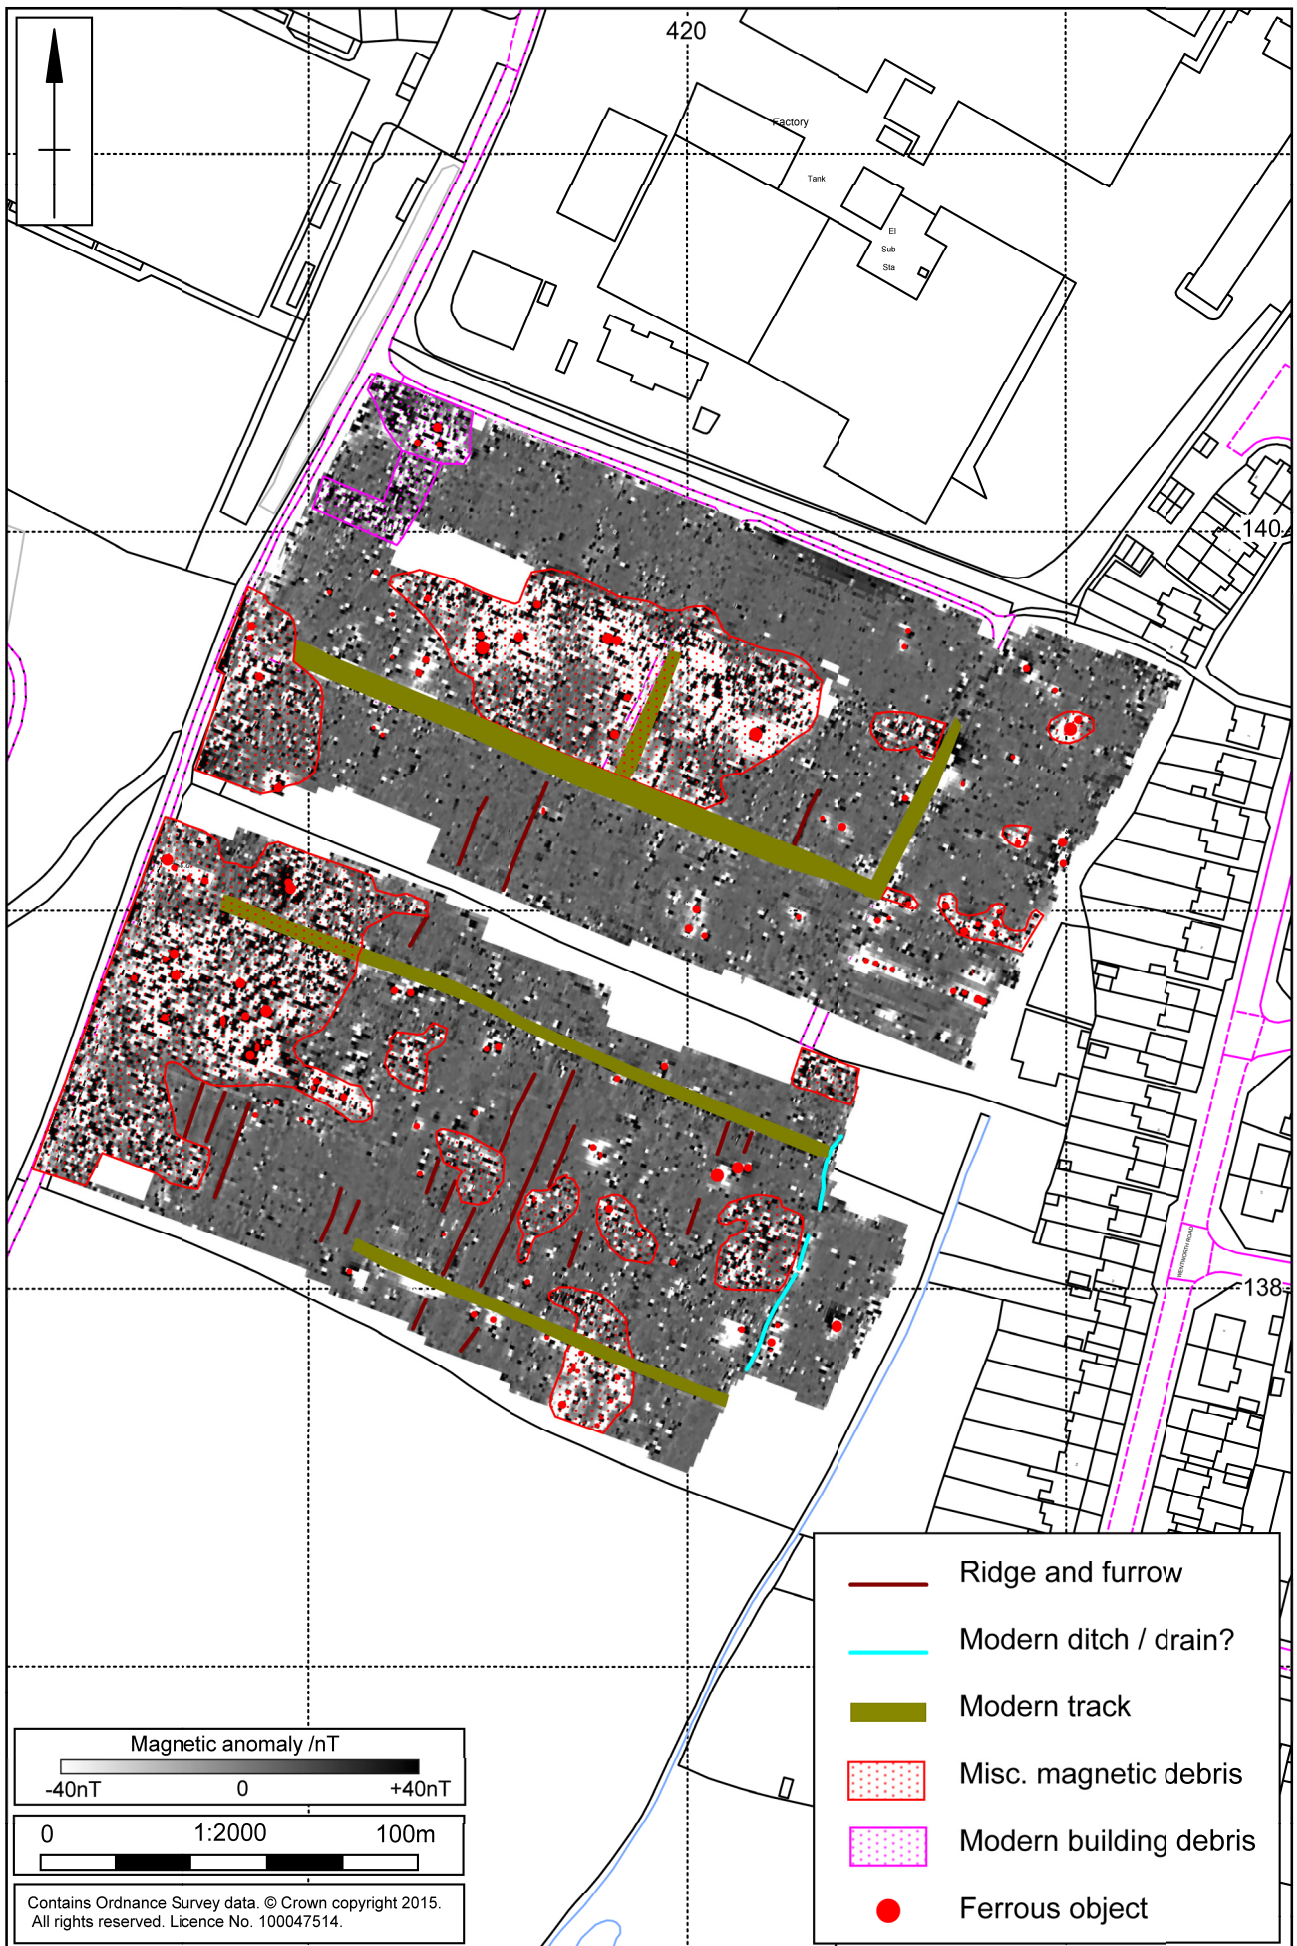 420
Factory
Tank
El
Sub
Sta
140
WENTWORTH ROAD
138
Ridge and furrow
Modern ditch / drain?
Modern track
Misc. magnetic debris
Modern building debris
Ferrous object
Magnetic anomaly /nT
-40nT 0 +40nT
0 1:2000 100m
Contains Ordnance Survey data. © Crown copyright 2015.
All rights reserved. Licence No. 100047514.